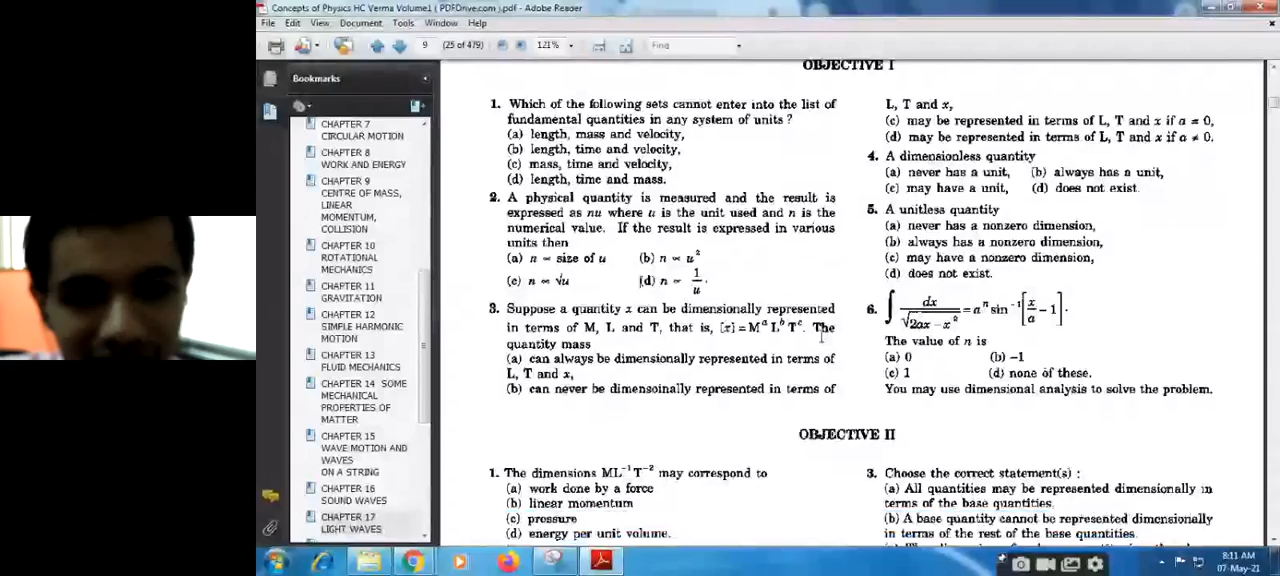 Concepts of Physics HC Verma Volume1 ( PDFDrive.com ).pdf - Adobe Reader
File Edit View Document Tools Window Help
9 (25 of 479) 121% Find
Bookmarks
CHAPTER 7
CIRCULAR MOTION
CHAPTER 8
WORK AND ENERGY
CHAPTER 9
CENTRE OF MASS,
LINEAR
MOMENTUM,
COLLISION
CHAPTER 10
ROTATIONAL
MECHANICS
CHAPTER 11
GRAVITATION
CHAPTER 12
SIMPLE HARMONIC
MOTION
CHAPTER 13
FLUID MECHANICS
CHAPTER 14 SOME
MECHANICAL
PROPERTIES OF
MATTER
CHAPTER 15
WAVE MOTION AND
WAVES
ON A STRING
CHAPTER 16
SOUND WAVES
CHAPTER 17
LIGHT WAVES
OBJECTIVE I
1. Which of the following sets cannot enter into the list of
fundamental quantities in any system of units ?
(a) length, mass and velocity,
(b) length, time and velocity,
(c) mass, time and velocity,
(d) length, time and mass.
2. A physical quantity is measured and the result is
expressed as nu where u is the unit used and n is the
numerical value. If the result is expressed in various
units then
(a) n ∝ size of u (b) n ∝ u²
(c) n ∝ √u (d) n ∝ 1/u.
3. Suppose a quantity x can be dimensionally represented
in terms of M, L and T, that is, [x] = Mᵃ Lᵇ Tᶜ. The
quantity mass
(a) can always be dimensionally represented in terms of
L, T and x,
(b) can never be dimensoinally represented in terms of
L, T and x,
(c) may be represented in terms of L, T and x if a = 0,
(d) may be represented in terms of L, T and x if a ≠ 0.
4. A dimensionless quantity
(a) never has a unit, (b) always has a unit,
(c) may have a unit, (d) does not exist.
5. A unitless quantity
(a) never has a nonzero dimension,
(b) always has a nonzero dimension,
(c) may have a nonzero dimension,
(d) does not exist.
6. ∫ dx/√(2ax − x²) = aⁿ sin⁻¹[x/a − 1].
The value of n is
(a) 0 (b) −1
(c) 1 (d) none of these.
You may use dimensional analysis to solve the problem.
OBJECTIVE II
1. The dimensions ML⁻¹T⁻² may correspond to
(a) work done by a force
(b) linear momentum
(c) pressure
(d) energy per unit volume.
3. Choose the correct statement(s) :
(a) All quantities may be represented dimensionally in
terms of the base quantities.
(b) A base quantity cannot be represented dimensionally
in terms of the rest of the base quantities.
8:11 AM
07-May-21